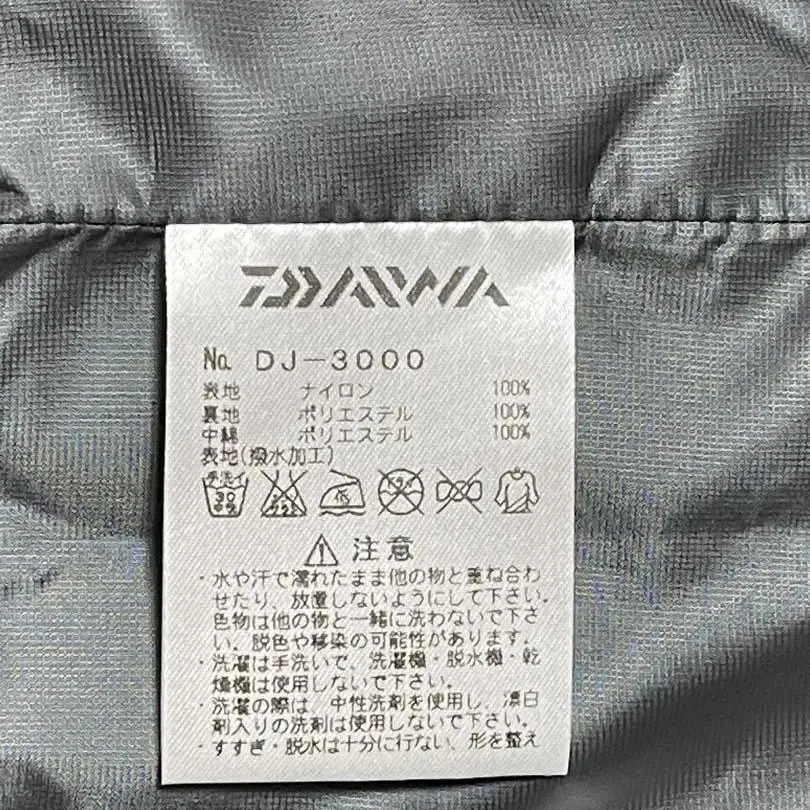 DAIWA
No. DJ-3000
表地 ナイロン 100%
裏地 ポリエステル 100%
中綿 ポリエステル 100%
表地(撥水加工)
手洗イ
30
⚠ 注意
・水や汗で濡れたまま他の物と重ね合わ
せたり、放置しないようにして下さい。
色物は他の物と一緒に洗わないで下さ
い。脱色や移染の可能性があります。
・洗濯は手洗いで、洗濯機・脱水機・乾
燥機は使用しないで下さい。
・洗濯の際は、中性洗剤を使用し、漂白
剤入りの洗剤は使用しないで下さい。
・すすぎ・脱水は十分に行ない、形を整え